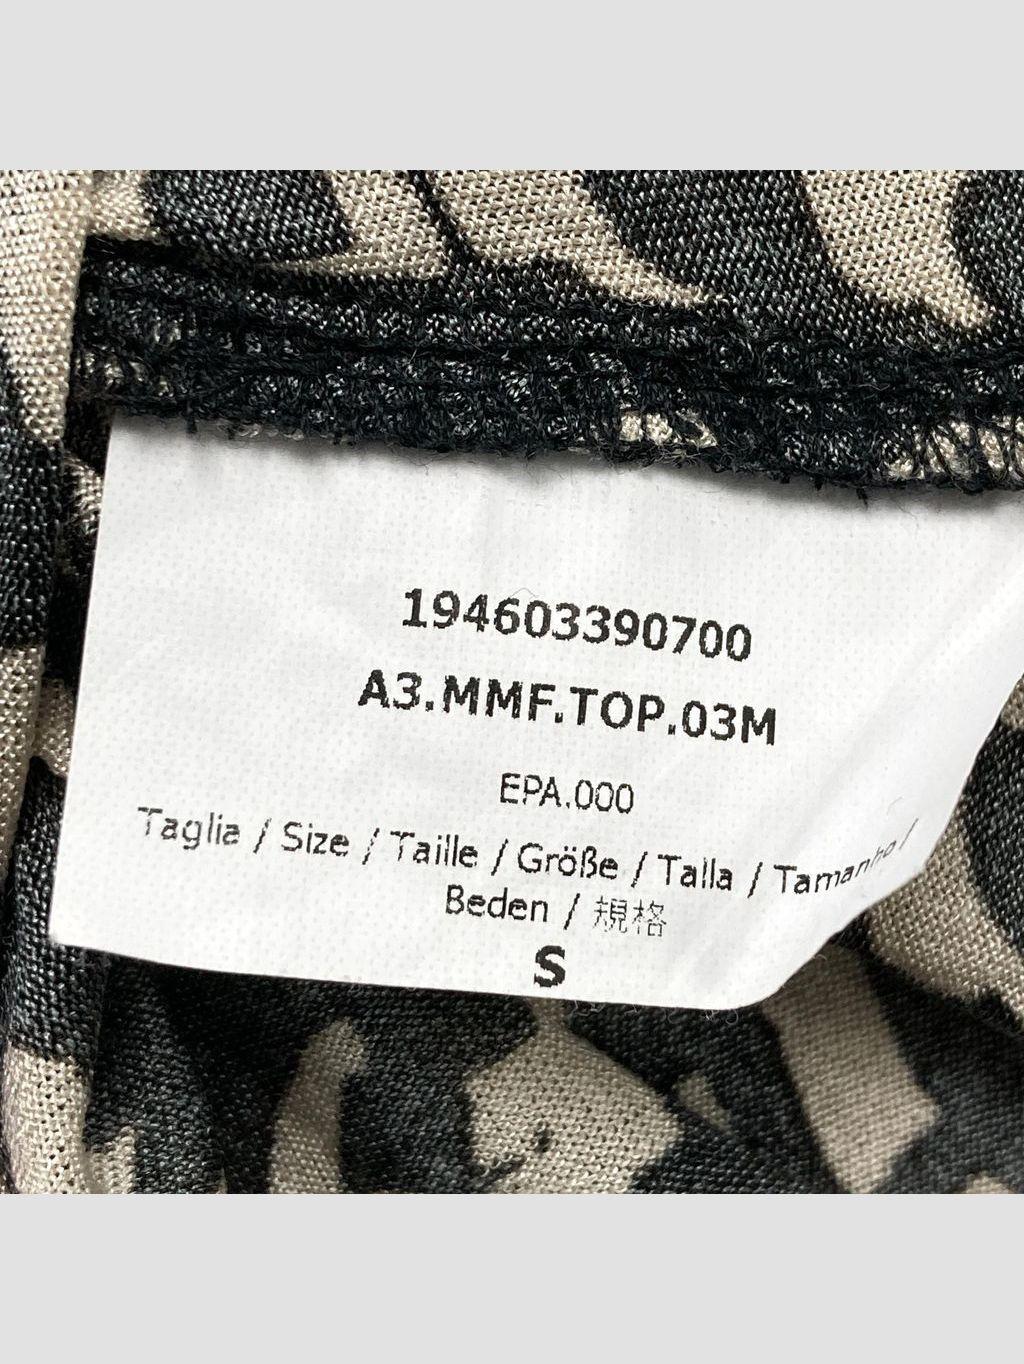 194603390700
A3.MMF.TOP.03M
EPA.000
Taglia / Size / Taille / Größe / Talla / Tamanho /
Beden / 規格
S